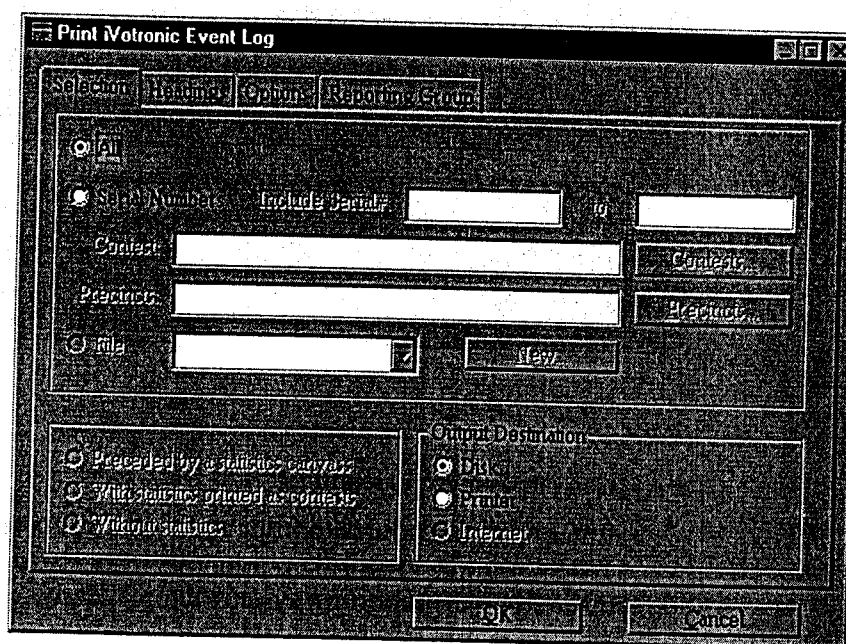 Print iVotronic Event Log
Selection Headings Options Reporting Group
All
Serial Number Include Serial# to
Contest Contests...
Precincts Precincts...
File New...
Preceded by a statistics canvass
With statistics printed as contests
Without statistics
Output Destination
Disk
Printer
Internet
OK Cancel